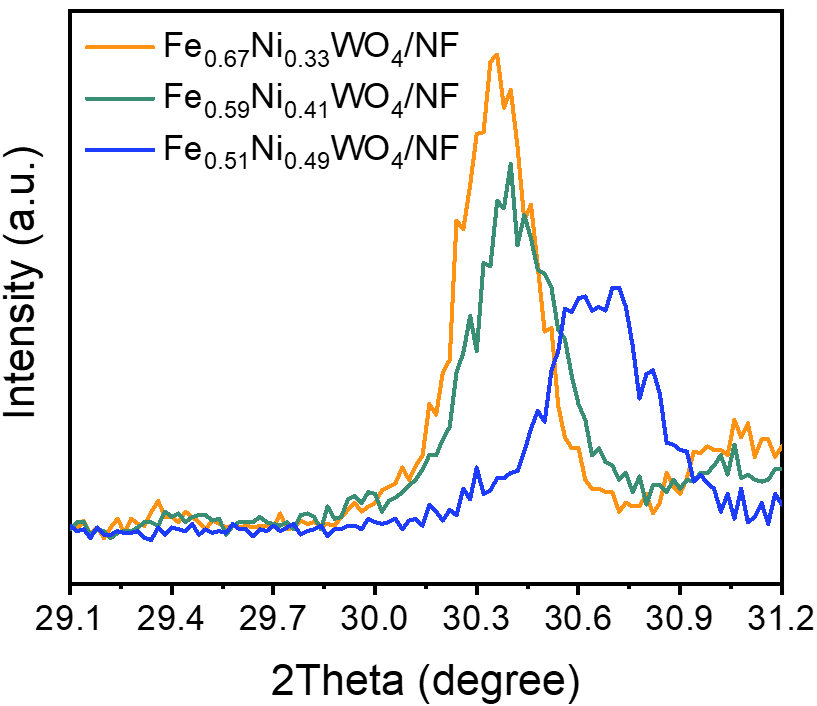 Fe₀.₆₇Ni₀.₃₃WO₄/NF
Fe₀.₅₉Ni₀.₄₁WO₄/NF
Fe₀.₅₁Ni₀.₄₉WO₄/NF
Intensity (a.u.)
29.1 29.4 29.7 30.0 30.3 30.6 30.9 31.2
2Theta (degree)